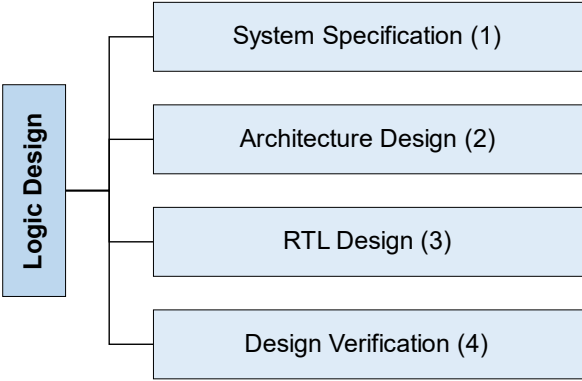 Logic Design
System Specification (1)
Architecture Design (2)
RTL Design (3)
Design Verification (4)